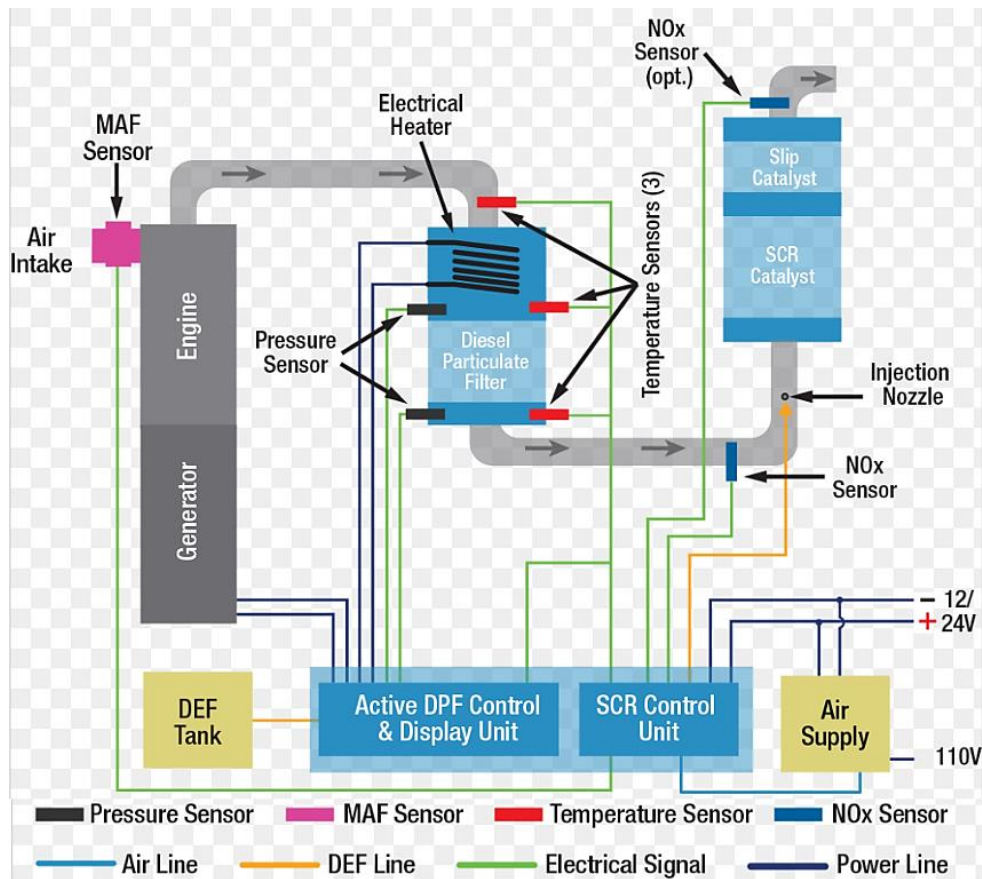 NOx
Sensor
(opt.)
Electrical
Heater
MAF
Sensor
Slip
Catalyst
Temperature Sensors (3)
Air
Intake
SCR
Catalyst
Engine
Pressure
Sensor
Diesel
Particulate
Filter
Injection
Nozzle
NOx
Sensor
Generator
− 12/
+ 24V
DEF
Tank
Active DPF Control
& Display Unit
SCR Control
Unit
Air
Supply
110V
Pressure Sensor
MAF Sensor
Temperature Sensor
NOx Sensor
Air Line
DEF Line
Electrical Signal
Power Line